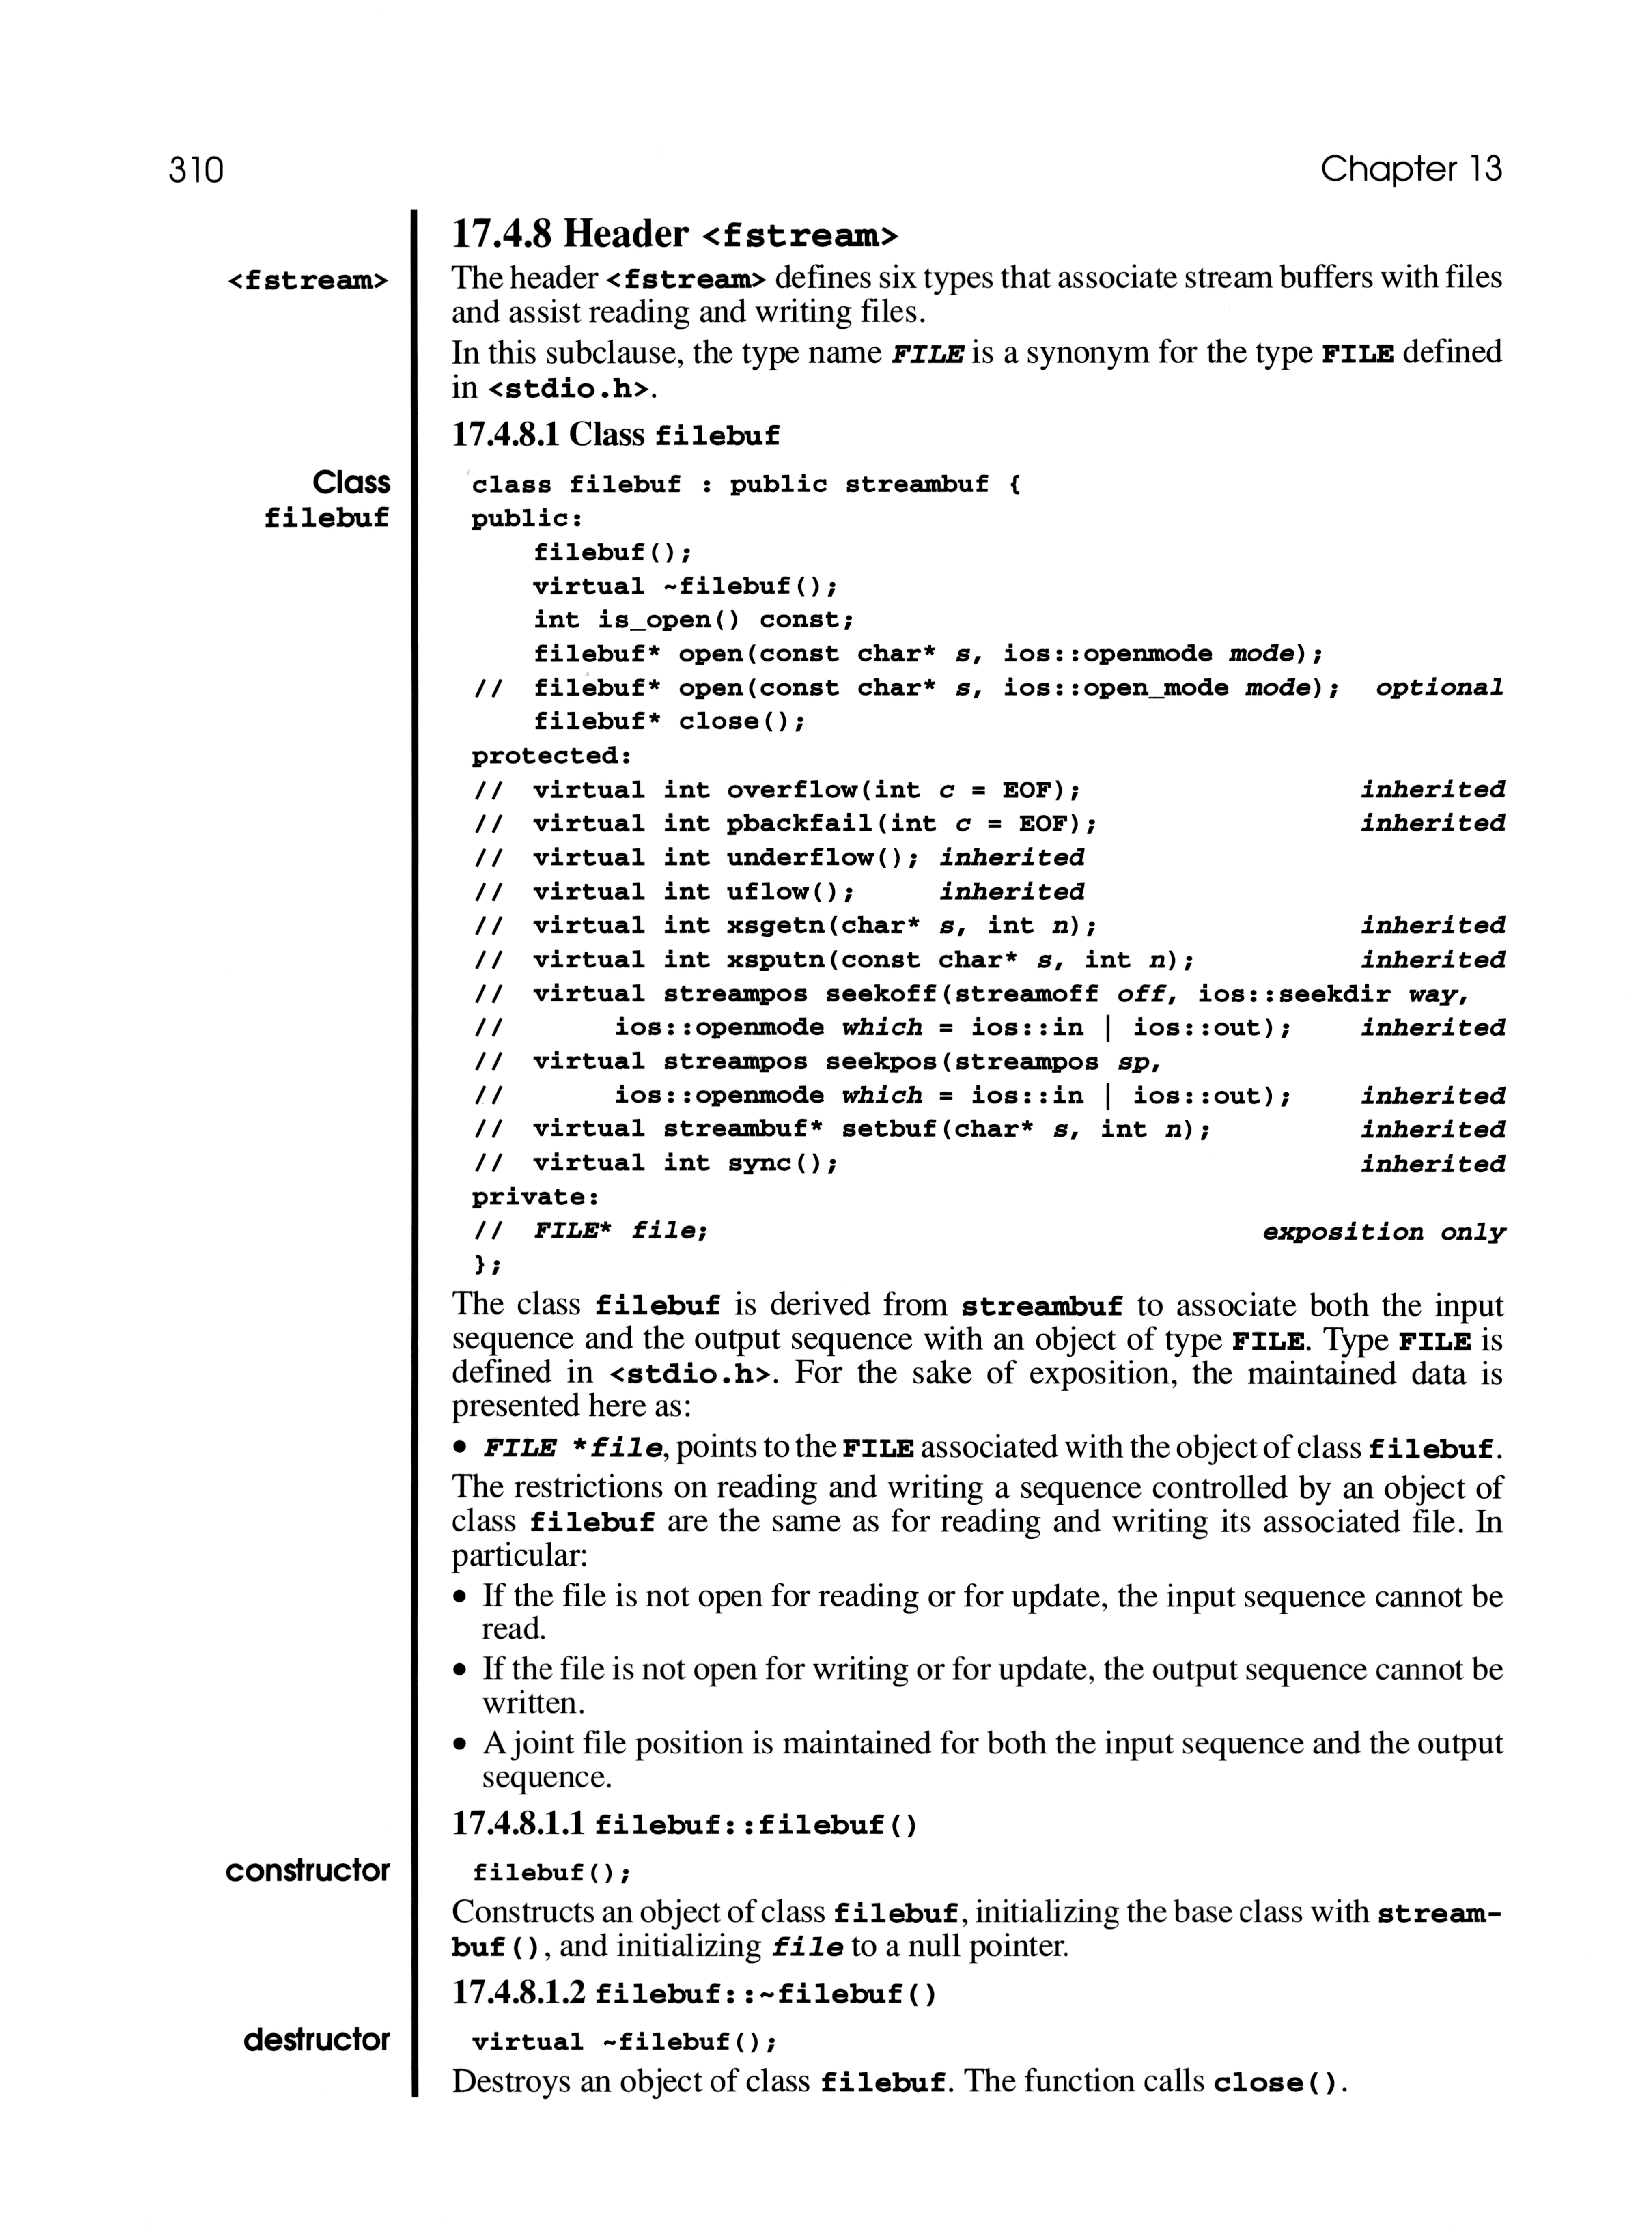 310
Chapter 13
17.4.8 Header <fstream>
<fstream>
The header <fstream> defines six types that associate stream buffers with files
and assist reading and writing files.
In this subclause, the type name FILE is a synonym for the type FILE defined
in <stdio.h>.
17.4.8.1 Class filebuf
Class
filebuf
class filebuf : public streambuf {
public:
    filebuf();
    virtual ~filebuf();
    int is_open() const;
    filebuf* open(const char* s, ios::openmode mode);
//  filebuf* open(const char* s, ios::open_mode mode);  optional
    filebuf* close();
protected:
//  virtual int overflow(int c = EOF);                 inherited
//  virtual int pbackfail(int c = EOF);                inherited
//  virtual int underflow(); inherited
//  virtual int uflow();     inherited
//  virtual int xsgetn(char* s, int n);                inherited
//  virtual int xsputn(const char* s, int n);          inherited
//  virtual streampos seekoff(streamoff off, ios::seekdir way,
//       ios::openmode which = ios::in | ios::out);    inherited
//  virtual streampos seekpos(streampos sp,
//       ios::openmode which = ios::in | ios::out);    inherited
//  virtual streambuf* setbuf(char* s, int n);         inherited
//  virtual int sync();                                inherited
private:
//  FILE* file;                                  exposition only
};
The class filebuf is derived from streambuf to associate both the input
sequence and the output sequence with an object of type FILE. Type FILE is
defined in <stdio.h>. For the sake of exposition, the maintained data is
presented here as:
• FILE *file, points to the FILE associated with the object of class filebuf.
The restrictions on reading and writing a sequence controlled by an object of
class filebuf are the same as for reading and writing its associated file. In
particular:
• If the file is not open for reading or for update, the input sequence cannot be
read.
• If the file is not open for writing or for update, the output sequence cannot be
written.
• A joint file position is maintained for both the input sequence and the output
sequence.
17.4.8.1.1 filebuf::filebuf()
constructor
filebuf();
Constructs an object of class filebuf, initializing the base class with stream-
buf(), and initializing file to a null pointer.
17.4.8.1.2 filebuf::~filebuf()
destructor
virtual ~filebuf();
Destroys an object of class filebuf. The function calls close().